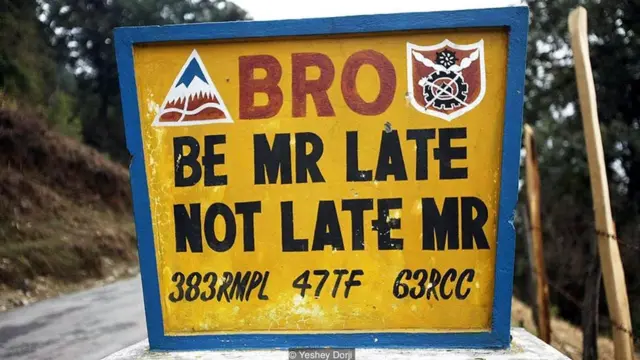 BRO
BE MR LATE
NOT LATE MR
383RMPL 47TF 63RCC
© Yeshey Dorji